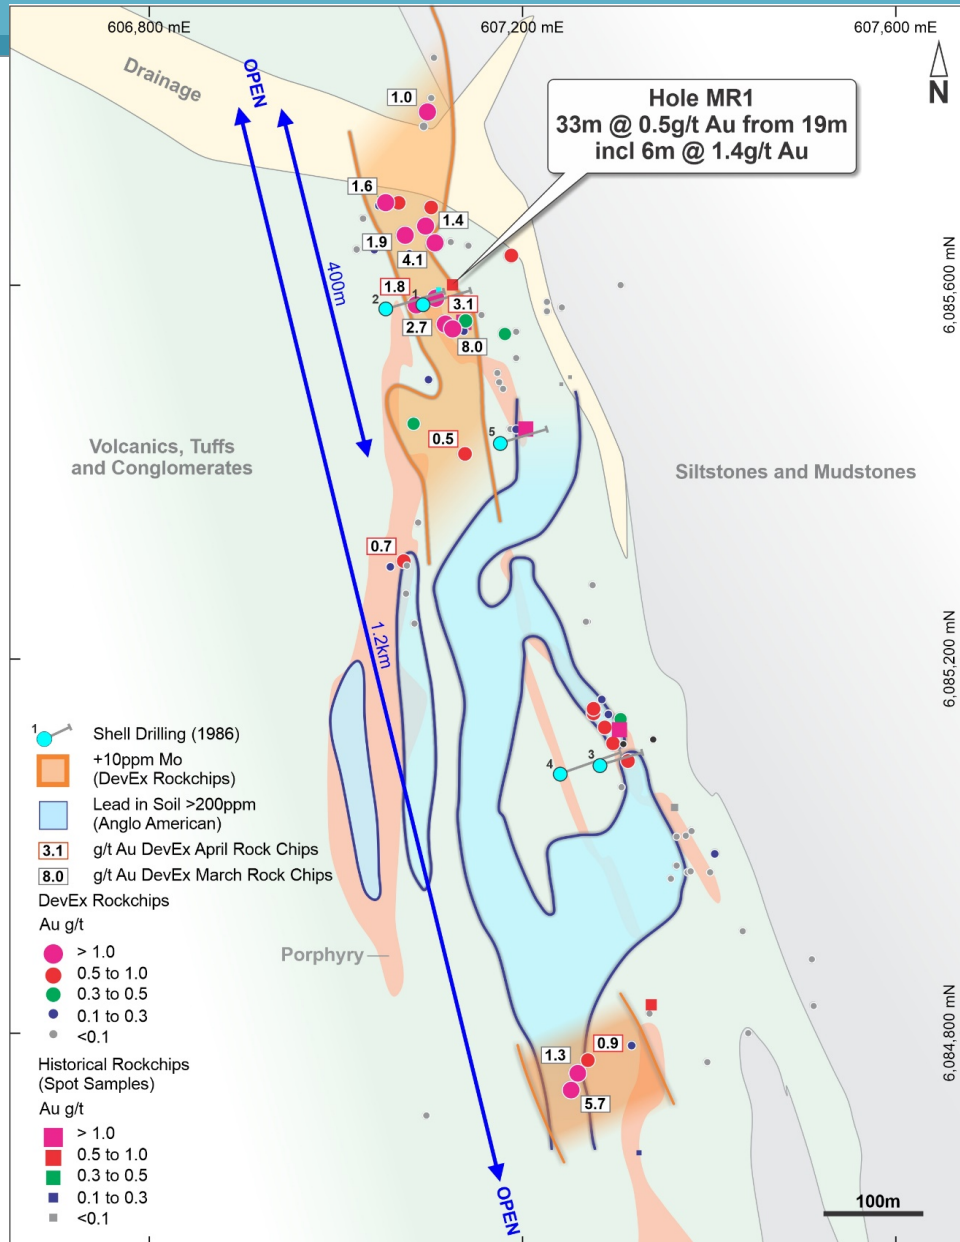 606,800 mE
607,200 mE
607,600 mE
Drainage
OPEN
N
Hole MR1
33m @ 0.5g/t Au from 19m
incl 6m @ 1.4g/t Au
1.0
1.6
1.4
1.9
4.1
400m
6,085,600 mN
1.8
1
2
3.1
2.7
8.0
0.5
5
Volcanics, Tuffs
and Conglomerates
Siltstones and Mudstones
0.7
1.2km
6,085,200 mN
3
4
1
Shell Drilling (1986)
+10ppm Mo
(DevEx Rockchips)
Lead in Soil >200ppm
(Anglo American)
3.1
g/t Au DevEx April Rock Chips
8.0
g/t Au DevEx March Rock Chips
DevEx Rockchips
Au g/t
> 1.0
0.5 to 1.0
0.3 to 0.5
0.1 to 0.3
<0.1
Historical Rockchips
(Spot Samples)
Au g/t
> 1.0
0.5 to 1.0
0.3 to 0.5
0.1 to 0.3
<0.1
Porphyry
6,084,800 mN
1.3
0.9
5.7
OPEN
100m